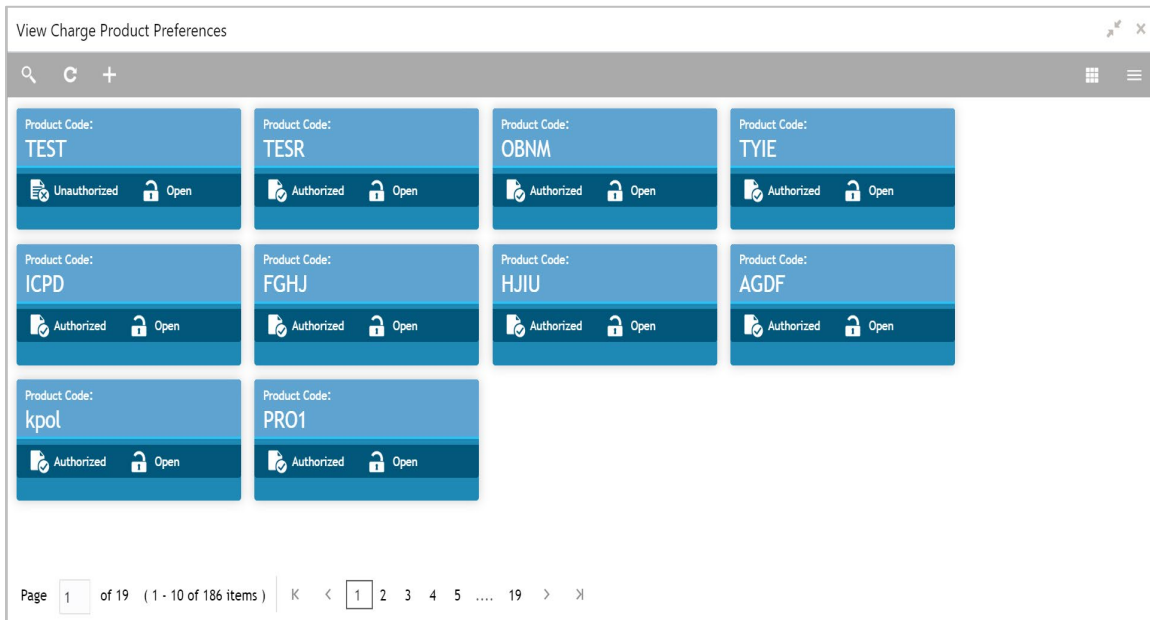 View Charge Product Preferences
Product Code: Product Code: Product Code: Product Code:
TEST TESR OBNM TYIE
Unauthorized Open Authorized Open Authorized Open Authorized Open
Product Code: Product Code: Product Code: Product Code:
ICPD FGHJ HJIU AGDF
Authorized Open Authorized Open Authorized Open Authorized Open
Product Code: Product Code:
kpol PRO1
Authorized Open Authorized Open
Page 1 of 19 ( 1 - 10 of 186 items ) 1 2 3 4 5 .... 19